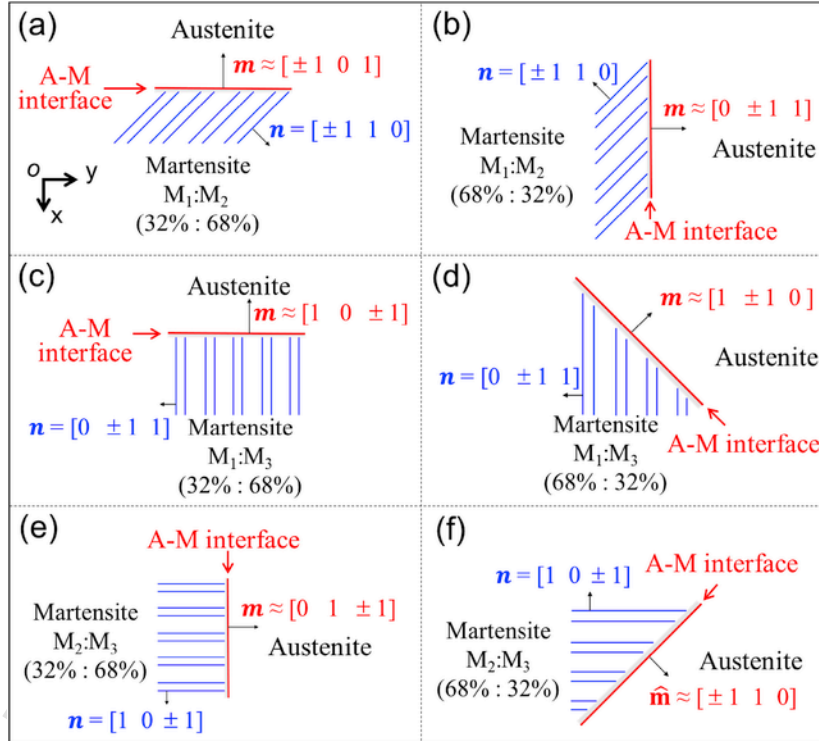 (a)
Austenite
m ≈ [± 1 0 1]
A-M
interface
n = [± 1 1 0]
Martensite
M₁:M₂
(32% : 68%)
o
y
x
(b)
n = [± 1 1 0]
m ≈ [0 ± 1 1]
Martensite
M₁:M₂
(68% : 32%)
Austenite
A-M interface
(c)
Austenite
m ≈ [1 0 ± 1]
A-M
interface
n = [0 ± 1 1]
Martensite
M₁:M₃
(32% : 68%)
(d)
m ≈ [1 ± 1 0]
Austenite
n = [0 ± 1 1]
Martensite
M₁:M₃
(68% : 32%)
A-M interface
(e)
A-M interface
Martensite
M₂:M₃
(32% : 68%)
m ≈ [0 1 ± 1]
Austenite
n = [1 0 ± 1]
(f)
A-M interface
n = [1 0 ± 1]
Martensite
M₂:M₃
(68% : 32%)
Austenite
m̂ ≈ [± 1 1 0]